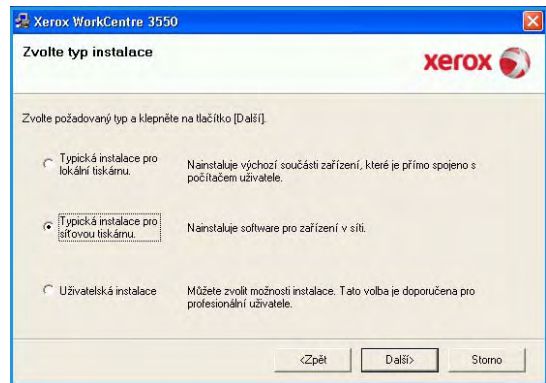 Xerox WorkCentre 3550
Zvolte typ instalace
xerox
Zvolte požadovaný typ a klepněte na tlačítko [Další].
Typická instalace pro
lokální tiskárnu.
Nainstaluje výchozí součásti zařízení, které je přímo spojeno s
počítačem uživatele.
Typická instalace pro
síťovou tiskárnu.
Nainstaluje software pro zařízení v síti.
Uživatelská instalace
Můžete zvolit možnosti instalace. Tato volba je doporučena pro
profesionální uživatele.
<Zpět
Další>
Storno